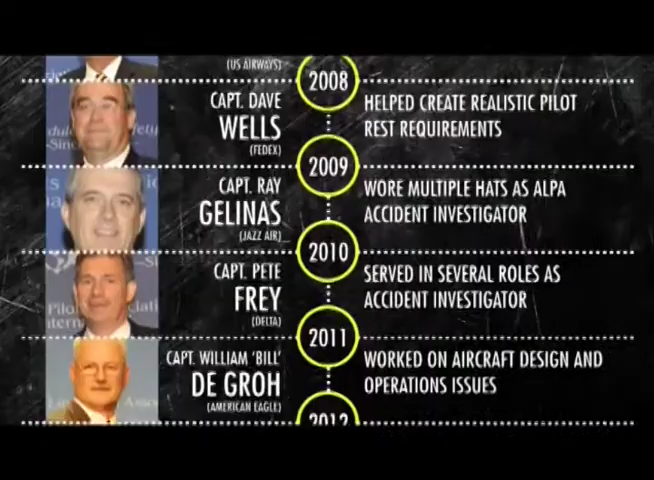 (US AIRWAYS)
2008
CAPT. DAVE
WELLS
(FEDEX)
HELPED CREATE REALISTIC PILOT
REST REQUIREMENTS
2009
CAPT. RAY
GELINAS
(JAZZ AIR)
WORE MULTIPLE HATS AS ALPA
ACCIDENT INVESTIGATOR
2010
CAPT. PETE
FREY
(DELTA)
SERVED IN SEVERAL ROLES AS
ACCIDENT INVESTIGATOR
2011
CAPT. WILLIAM 'BILL'
DE GROH
(AMERICAN EAGLE)
WORKED ON AIRCRAFT DESIGN AND
OPERATIONS ISSUES
2012